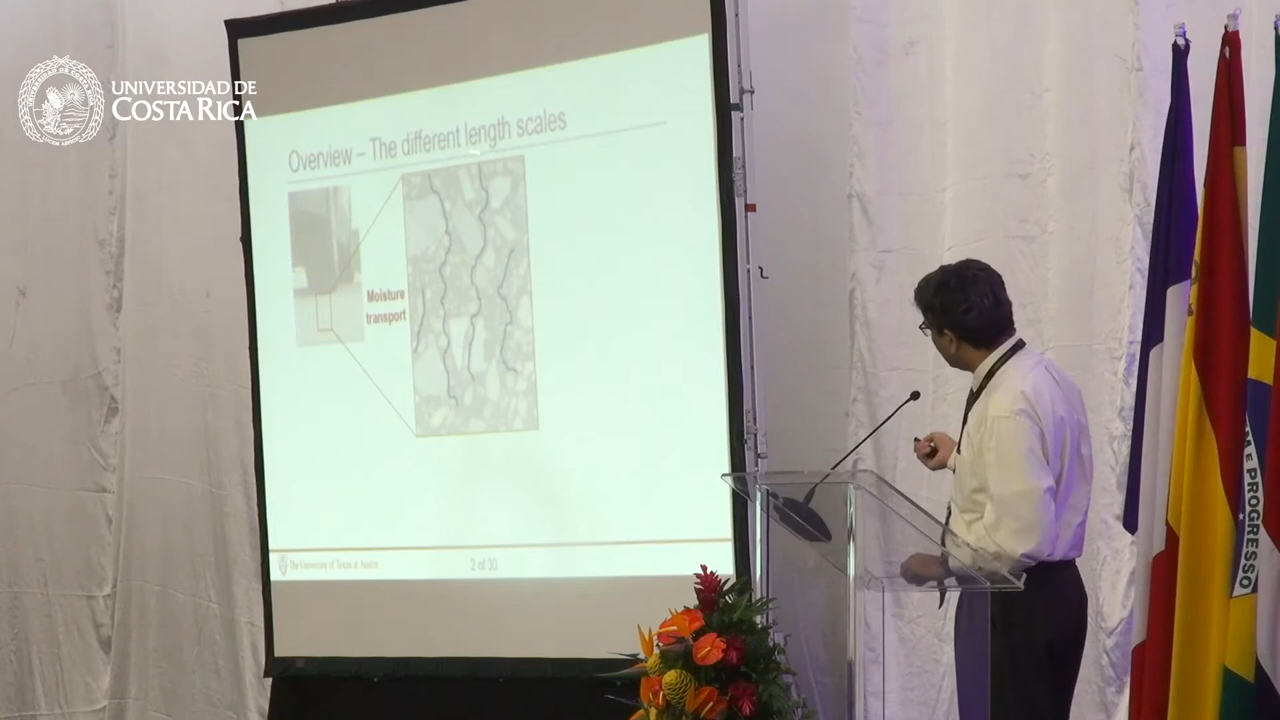 UNIVERSIDAD DE
COSTA RICA
Overview – The different length scales
Moisture
transport
The University of Texas at Austin
2 of 30
M E PROGRESSO